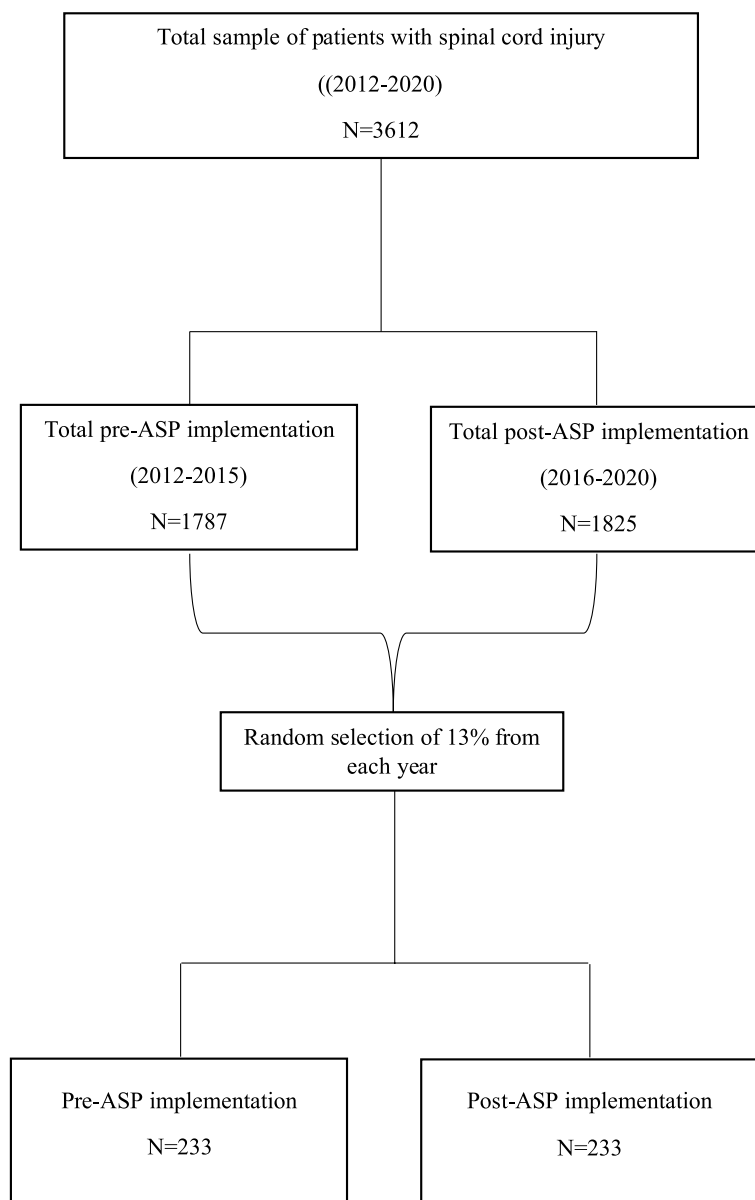 Total sample of patients with spinal cord injury
((2012-2020)
N=3612
Total pre-ASP implementation
(2012-2015)
N=1787
Total post-ASP implementation
(2016-2020)
N=1825
Random selection of 13% from
each year
Pre-ASP implementation
N=233
Post-ASP implementation
N=233